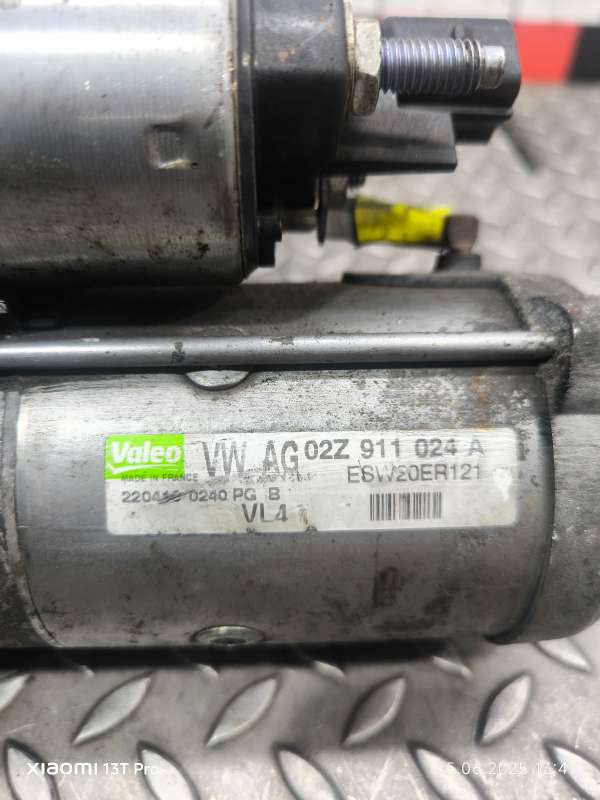 Valeo VW AG 02Z 911 024 A
MADE IN FRANCE ESW20ER121
0240 PG B
VL4
XIAOMI 13T Pro